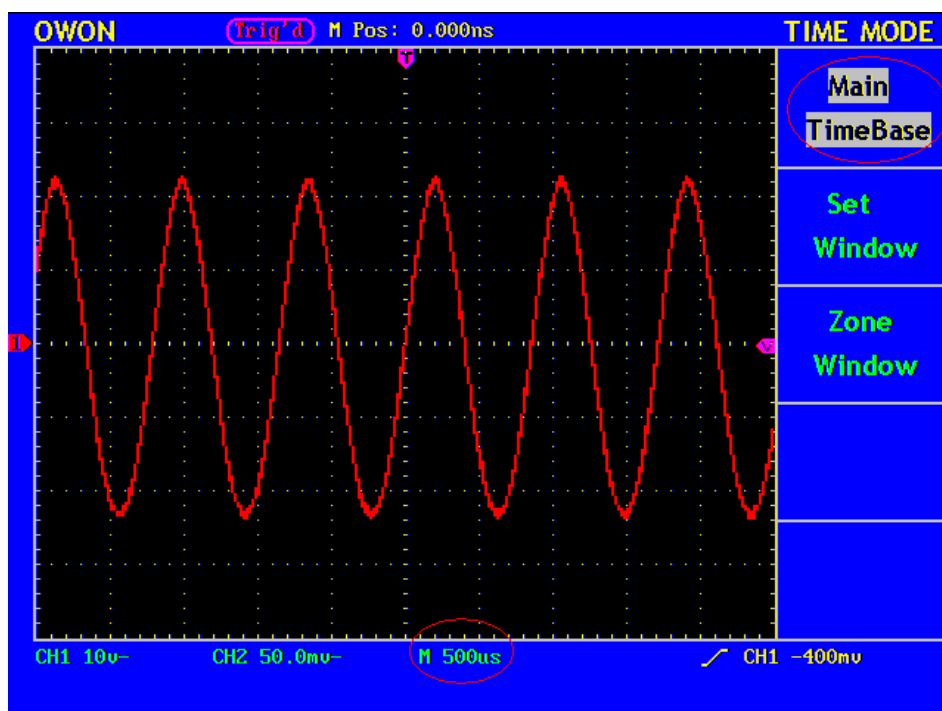 OWON Trig'd M Pos: 0.000ns TIME MODE
T
Main
TimeBase
Set
Window
Zone
Window
1
CH1 10v- CH2 50.0mv- M 500us CH1 -400mv